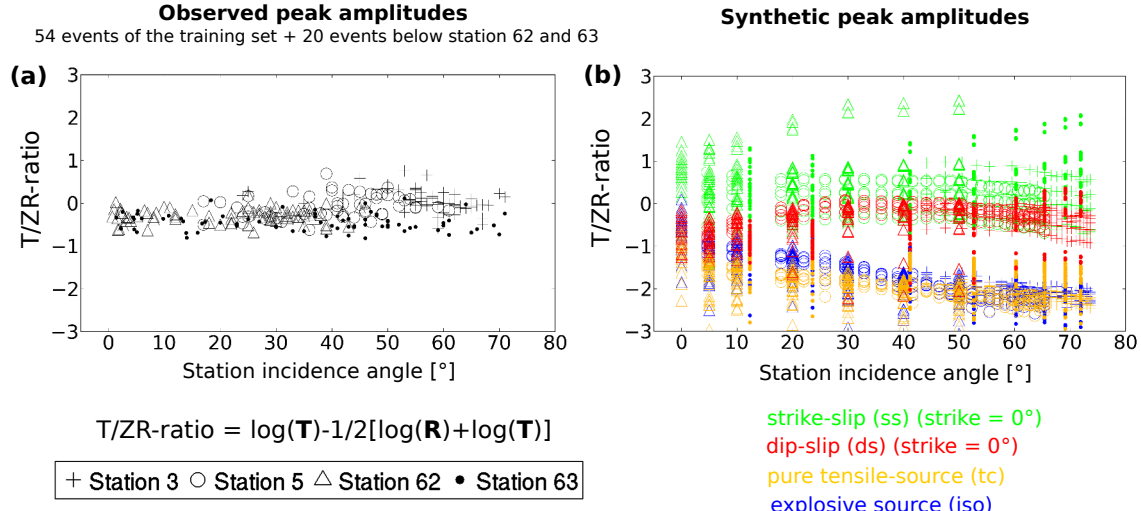 Observed peak amplitudes
54 events of the training set + 20 events below station 62 and 63
(a)
3
2
1
0
−1
−2
−3
T/ZR-ratio
0 10 20 30 40 50 60 70 80
Station incidence angle [°]
T/ZR-ratio = log(T)-1/2[log(R)+log(T)]
Station 3 Station 5 Station 62 Station 63
Synthetic peak amplitudes
(b)
3
2
1
0
−1
−2
−3
T/ZR-ratio
0 10 20 30 40 50 60 70 80
Station incidence angle [°]
strike-slip (ss) (strike = 0°)
dip-slip (ds) (strike = 0°)
pure tensile-source (tc)
explosive source (iso)